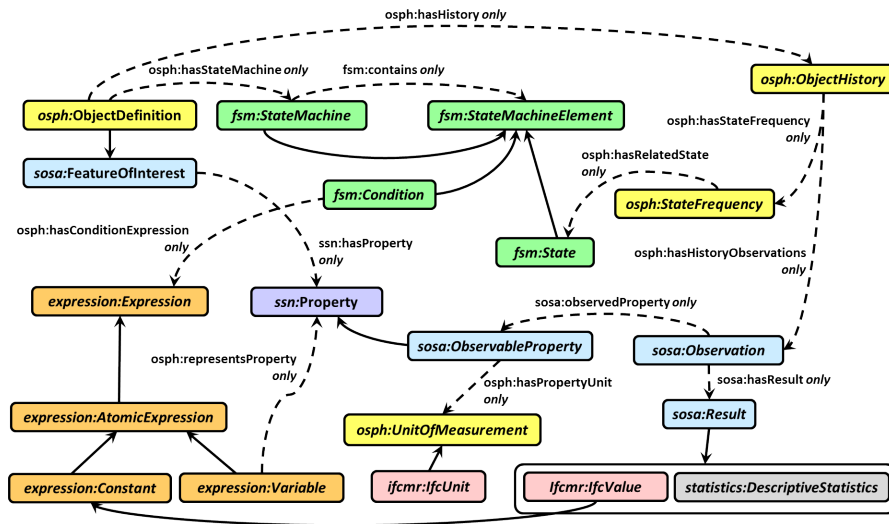 osph:hasHistory only
osph:hasStateMachine only
fsm:contains only
osph:ObjectHistory
osph:ObjectDefinition
fsm:StateMachine
fsm:StateMachineElement
osph:hasStateFrequency
only
osph:hasRelatedState
only
sosa:FeatureOfInterest
fsm:Condition
osph:StateFrequency
osph:hasConditionExpression
only
ssn:hasProperty
only
fsm:State
osph:hasHistoryObservations
only
expression:Expression
ssn:Property
sosa:observedProperty only
sosa:ObservableProperty
sosa:Observation
osph:representsProperty
only
osph:hasPropertyUnit
only
sosa:hasResult only
expression:AtomicExpression
osph:UnitOfMeasurement
sosa:Result
expression:Constant
expression:Variable
ifcmr:IfcUnit
Ifcmr:IfcValue
statistics:DescriptiveStatistics